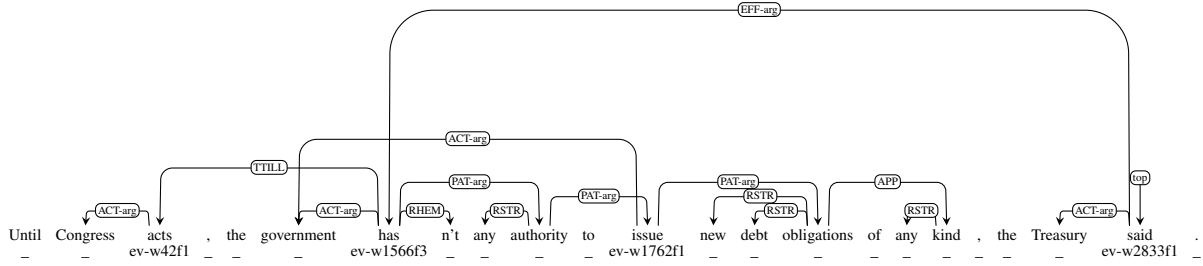 EFF-arg
ACT-arg
TTILL PAT-arg PAT-arg APP top
PAT-arg RSTR
ACT-arg ACT-arg RHEM RSTR RSTR RSTR ACT-arg
Until Congress acts , the government has n't any authority to issue new debt obligations of any kind , the Treasury said .
_ _ ev-w42f1 _ _ _ ev-w1566f3 _ _ _ _ ev-w1762f1 _ _ _ _ _ _ _ _ _ ev-w2833f1 _